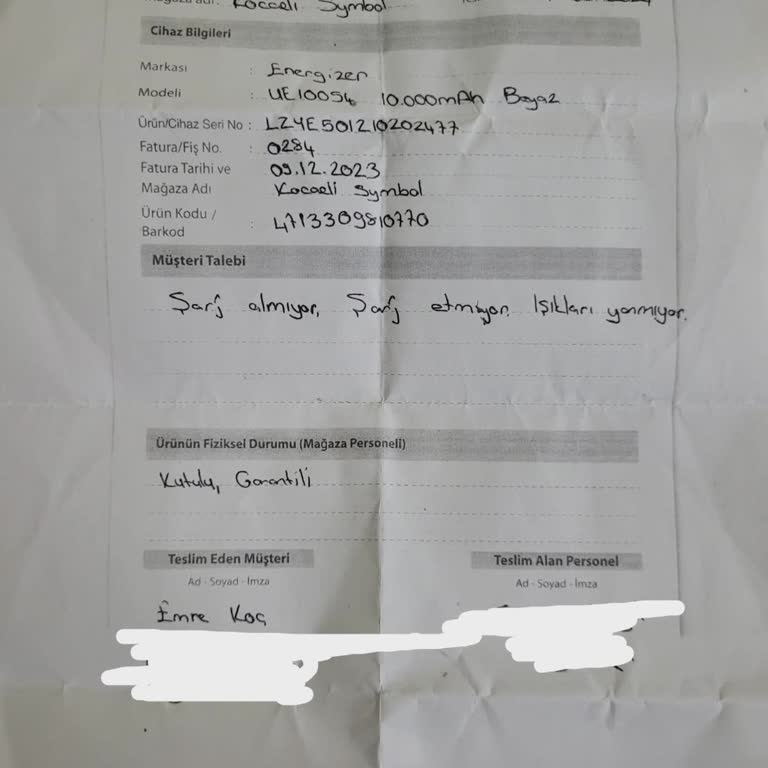 Kocaeli Symbol
Cihaz Bilgileri
Markası : Energizer
Modeli : UE10054 10.000mAh Beyaz
Ürün/Cihaz Seri No : LZYE501210202477
Fatura/Fiş No. : 0284
Fatura Tarihi ve 09.12.2023
Mağaza Adı Kocaeli Symbol
Ürün Kodu /
Barkod : 4713309810770
Müşteri Talebi
Şarj almıyor, Şarj etmiyor. Işıkları yanmıyor.
Ürünün Fiziksel Durumu (Mağaza Personeli)
Kutulu, Garantili
Teslim Eden Müşteri Teslim Alan Personel
Ad - Soyad - İmza Ad - Soyad - İmza
Emre Koç